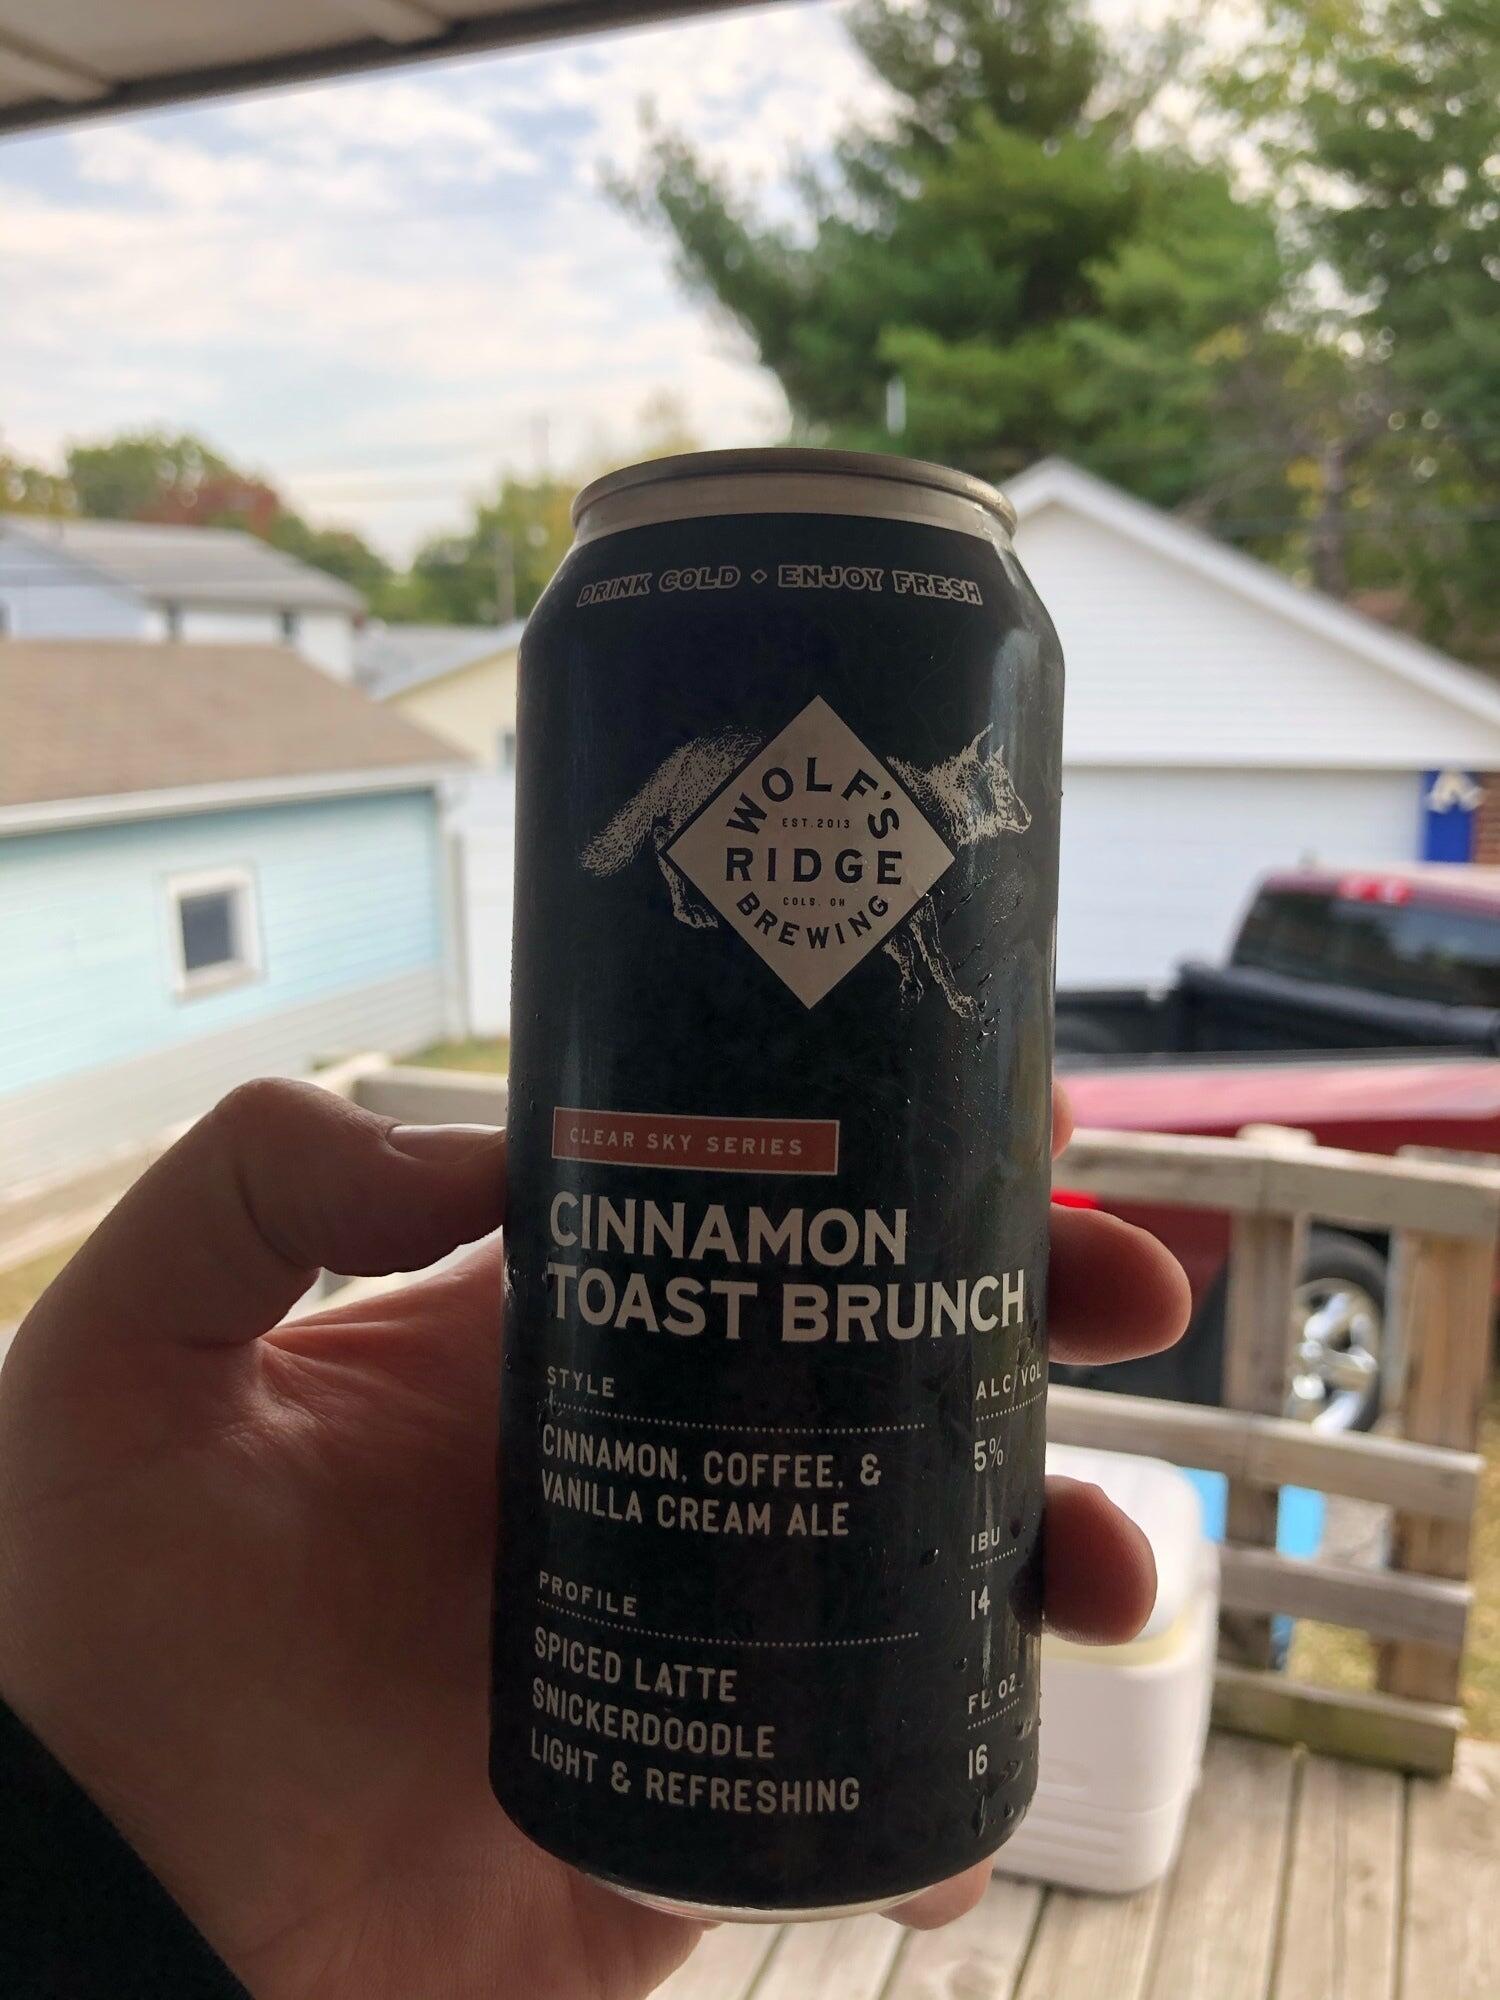 DRINK COLD • ENJOY FRESH
WOLF'S
EST. 2013
RIDGE
COLS. OH
BREWING
CLEAR SKY SERIES
CINNAMON
TOAST BRUNCH
STYLE
CINNAMON, COFFEE, &
VANILLA CREAM ALE
PROFILE
SPICED LATTE
SNICKERDOODLE
LIGHT & REFRESHING
ALC/VOL
5%
IBU
14
FL OZ
16